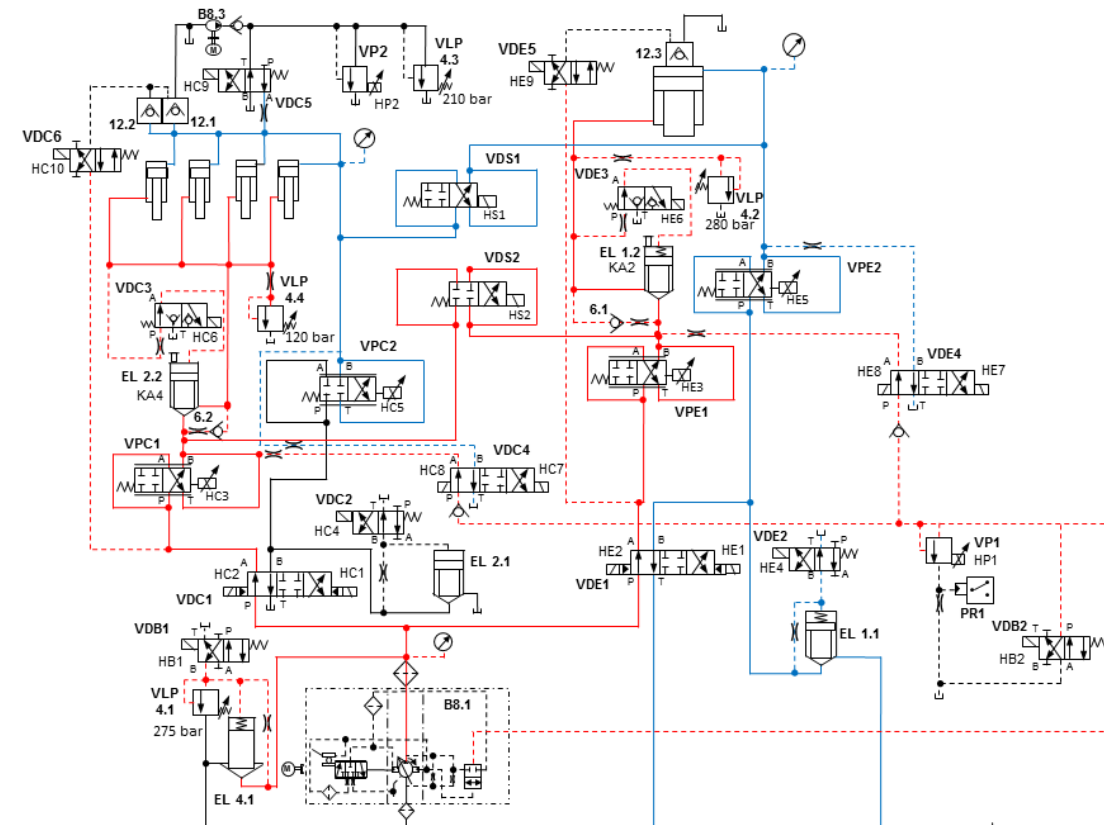 B8.3
M
VP2
HP2
VLP
4.3
210 bar
T P
HC9
B A
VDC5
12.2
12.1
VDC6
HC10
VDE5
HE9
12.3
VDS1
HS1
VDE3
A
P T
HE6
VLP
4.2
280 bar
EL 1.2
KA2
VDS2
HS2
VPE2
A B
P T
HE5
VDC3
A
P T
HC6
VLP
4.4
120 bar
EL 2.2
KA4
6.2
VPC2
A B
P T
HC5
6.1
A B
P T
HE3
VPE1
VDE4
HE8
A B
P T
HE7
VPC1
A B
P T
HC3
VDC4
HC8
A B
P T
HC7
VDC2
T P
HC4
B A
EL 2.1
HC2
A B
P T
HC1
VDC1
HE2
A B
P T
HE1
VDE1
VDE2
T P
HE4
B A
EL 1.1
VP1
HP1
PR1
VDB2
T P
HB2
B A
VDB1
T P
HB1
B A
VLP
4.1
275 bar
EL 4.1
B8.1
M